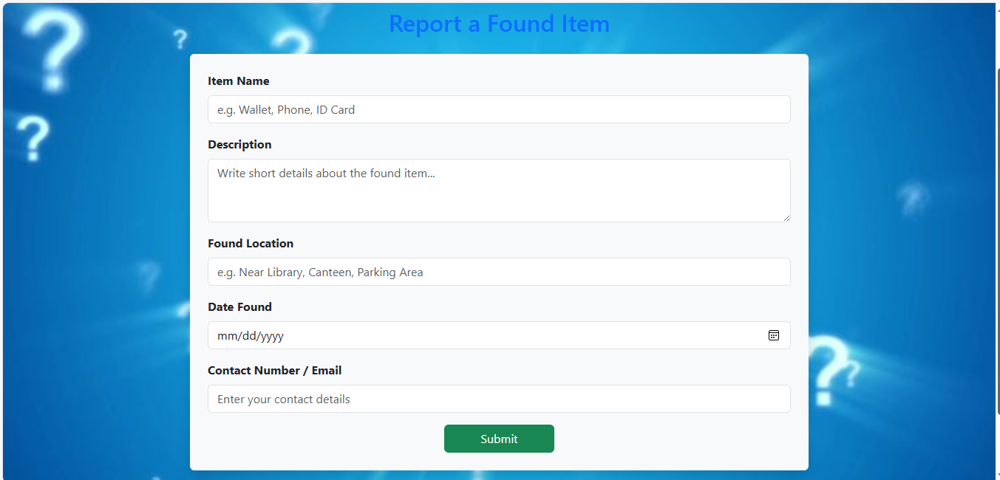 Report a Found Item
Item Name
e.g. Wallet, Phone, ID Card
Description
Write short details about the found item...
Found Location
e.g. Near Library, Canteen, Parking Area
Date Found
mm/dd/yyyy
Contact Number / Email
Enter your contact details
Submit